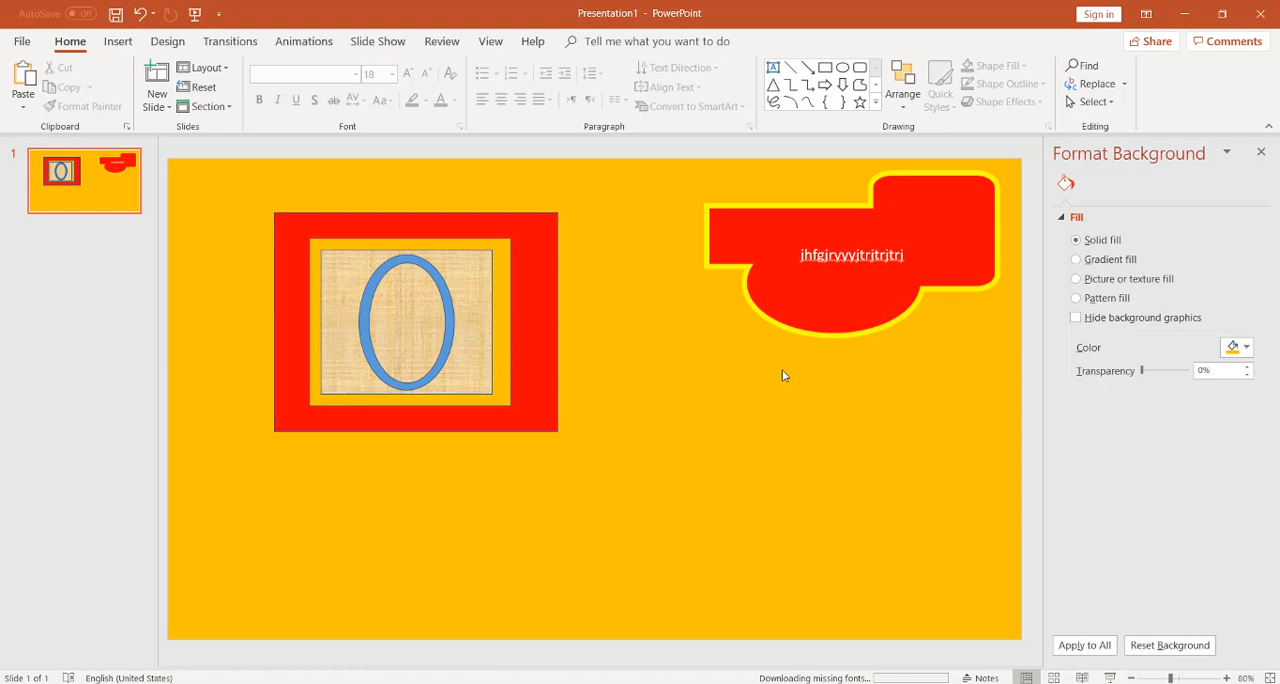 AutoSave Off
Presentation1 - PowerPoint
Sign in
File Home Insert Design Transitions Animations Slide Show Review View Help Tell me what you want to do
Share Comments
Paste
Cut
Copy
Format Painter
Clipboard
New Slide
Layout
Reset
Section
Slides
18
Font
Text Direction
Align Text
Convert to SmartArt
Paragraph
Arrange
Quick Styles
Shape Fill
Shape Outline
Shape Effects
Drawing
Find
Replace
Select
Editing
1
jhfgjryyyjtrjtrjtrj
Format Background
Fill
Solid fill
Gradient fill
Picture or texture fill
Pattern fill
Hide background graphics
Color
Transparency 0%
Apply to All Reset Background
Slide 1 of 1 English (United States) Downloading missing fonts... Notes 80%